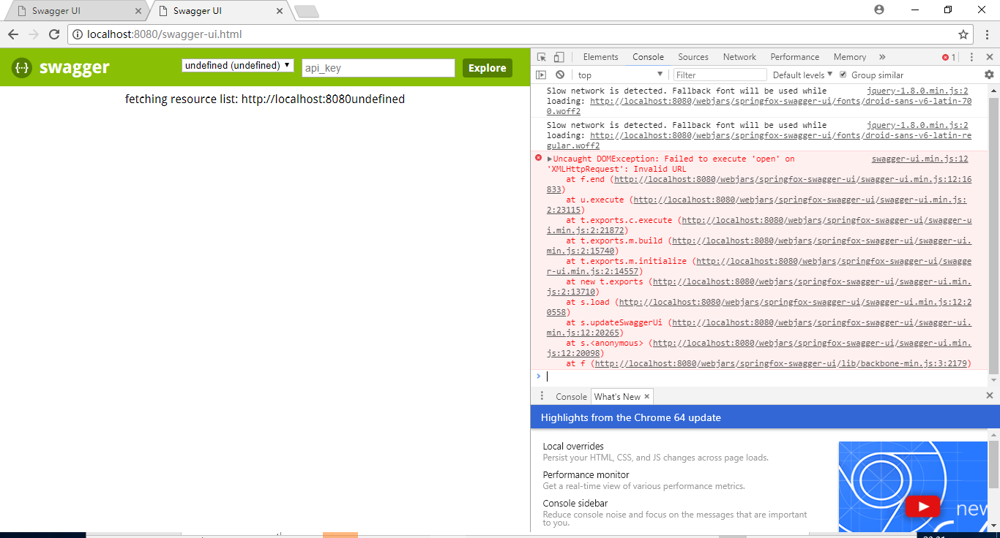 Swagger UI
Swagger UI
localhost:8080/swagger-ui.html
{···} swagger
undefined (undefined)
api_key
Explore
fetching resource list: http://localhost:8080undefined
Elements Console Sources Network Performance Memory » 1
top Filter Default levels Group similar
Slow network is detected. Fallback font will be used while jquery-1.8.0.min.js:2
loading: http://localhost:8080/webjars/springfox-swagger-ui/fonts/droid-sans-v6-latin-70
0.woff2
Slow network is detected. Fallback font will be used while jquery-1.8.0.min.js:2
loading: http://localhost:8080/webjars/springfox-swagger-ui/fonts/droid-sans-v6-latin-re
gular.woff2
Uncaught DOMException: Failed to execute 'open' on swagger-ui.min.js:12
'XMLHttpRequest': Invalid URL
at f.end (http://localhost:8080/webjars/springfox-swagger-ui/swagger-ui.min.js:12:16
833)
at u.execute (http://localhost:8080/webjars/springfox-swagger-ui/swagger-ui.min.js:
2:23115)
at t.exports.c.execute (http://localhost:8080/webjars/springfox-swagger-ui/swagger-u
i.min.js:2:21872)
at t.exports.m.build (http://localhost:8080/webjars/springfox-swagger-ui/swagger-ui.
min.js:2:15740)
at t.exports.m.initialize (http://localhost:8080/webjars/springfox-swagger-ui/swagge
r-ui.min.js:2:14557)
at new t.exports (http://localhost:8080/webjars/springfox-swagger-ui/swagger-ui.min.
js:2:13710)
at s.load (http://localhost:8080/webjars/springfox-swagger-ui/swagger-ui.min.js:12:2
0558)
at s.updateSwaggerUi (http://localhost:8080/webjars/springfox-swagger-ui/swagger-ui.
min.js:12:20265)
at s.<anonymous> (http://localhost:8080/webjars/springfox-swagger-ui/swagger-ui.min.
js:12:20098)
at f (http://localhost:8080/webjars/springfox-swagger-ui/lib/backbone-min.js:3:2179)
Console What's New
Highlights from the Chrome 64 update
Local overrides
Persist your HTML, CSS, and JS changes across page loads.
Performance monitor
Get a real-time view of various performance metrics.
Console sidebar
Reduce console noise and focus on the messages that are important
to you.
new